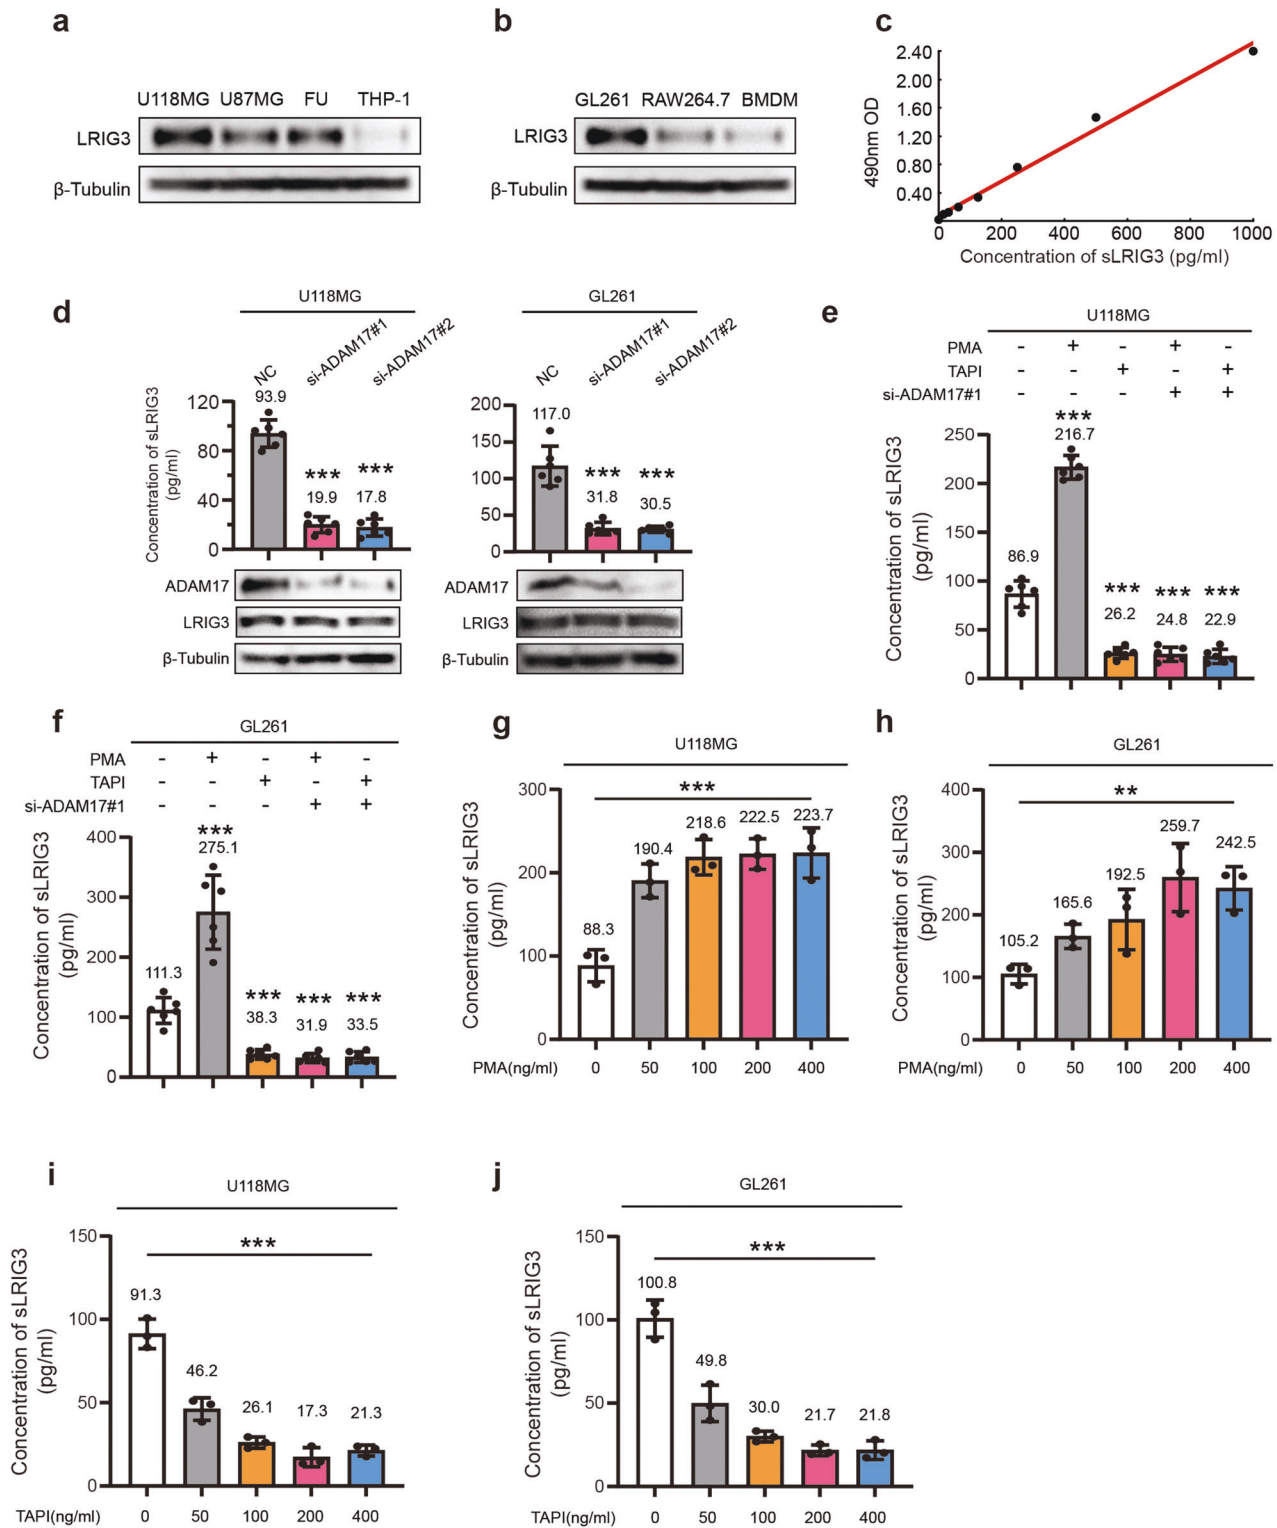 a
U118MG U87MG FU THP-1
LRIG3
β-Tubulin
b
GL261 RAW264.7 BMDM
LRIG3
β-Tubulin
c
490nm OD
2.40
2.00
1.60
1.20
0.80
0.40
0 200 400 600 800 1000
Concentration of sLRIG3 (pg/ml)
d
U118MG
NC si-ADAM17#1 si-ADAM17#2
Concentration of sLRIG3
(pg/ml)
120
80
40
0
93.9
***
19.9
***
17.8
ADAM17
LRIG3
β-Tubulin
GL261
NC si-ADAM17#1 si-ADAM17#2
200
150
100
50
0
117.0
***
31.8
***
30.5
ADAM17
LRIG3
β-Tubulin
e
U118MG
PMA - + - + -
TAPI - - + - +
si-ADAM17#1 - - - + +
Concentration of sLRIG3
(pg/ml)
250
200
150
100
50
0
86.9
***
216.7
***
26.2
***
24.8
***
22.9
f
GL261
PMA - + - + -
TAPI - - + - +
si-ADAM17#1 - - - + +
Concentration of sLRIG3
(pg/ml)
400
300
200
100
0
111.3
***
275.1
***
38.3
***
31.9
***
33.5
g
U118MG
***
Concentration of sLRIG3
(pg/ml)
300
200
100
0
88.3
190.4
218.6
222.5
223.7
PMA(ng/ml) 0 50 100 200 400
h
GL261
**
Concentration of sLRIG3
(pg/ml)
400
300
200
100
0
105.2
165.6
192.5
259.7
242.5
PMA(ng/ml) 0 50 100 200 400
i
U118MG
***
Concentration of sLRIG3
(pg/ml)
150
100
50
0
91.3
46.2
26.1
17.3
21.3
TAPI(ng/ml) 0 50 100 200 400
j
GL261
***
Concentration of sLRIG3
(pg/ml)
150
100
50
0
100.8
49.8
30.0
21.7
21.8
TAPI(ng/ml) 0 50 100 200 400